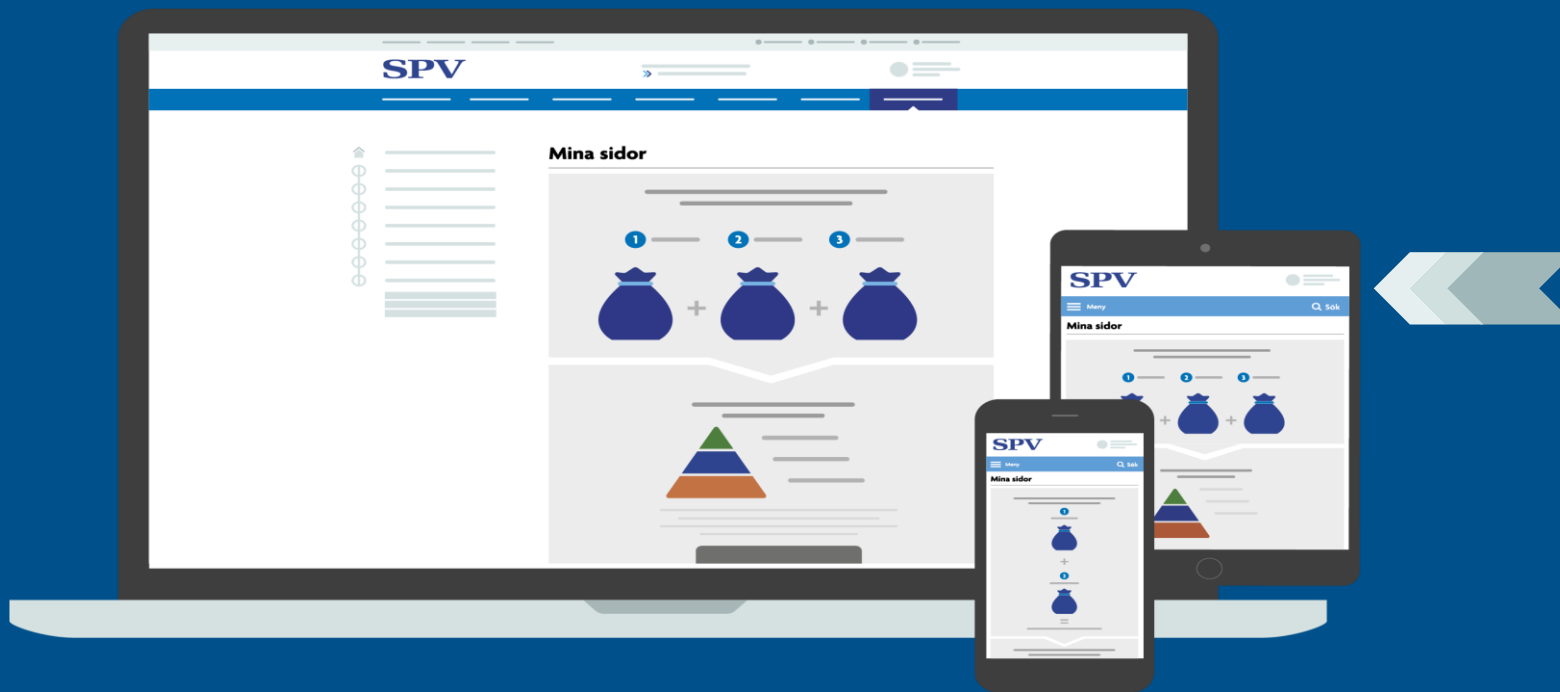 SPV
Mina sidor
1 2 3
+ +
SPV
Meny Sök
Mina sidor
1 2 3
+ +
SPV
Meny Sök
Mina sidor
1
+
2
=